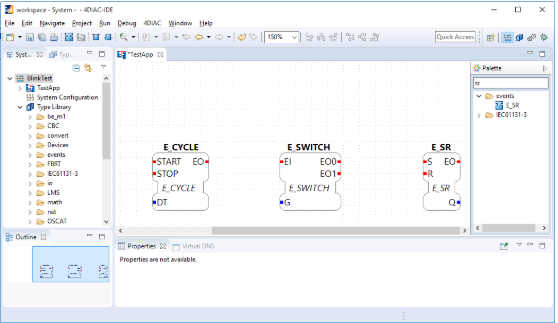 workspace - System - - 4DIAC-IDE
File Edit Navigate Project Run Debug 4DIAC Window Help
150%
Quick Access
Syst...
Typ...
BlinkTest
TestApp
System Configuration
Type Library
be_m1
CBC
convert
Devices
events
FBRT
IEC61131-3
io
LMS
math
net
OSCAT
Outline
*TestApp
E_CYCLE
START EO
STOP
E_CYCLE
DT
E_SWITCH
EI EO0
EO1
E_SWITCH
G
E_SR
S EO
R
E_SR
Q
Palette
sr
events
E_SR
IEC61131-3
Properties
Virtual DNS
Properties are not available.